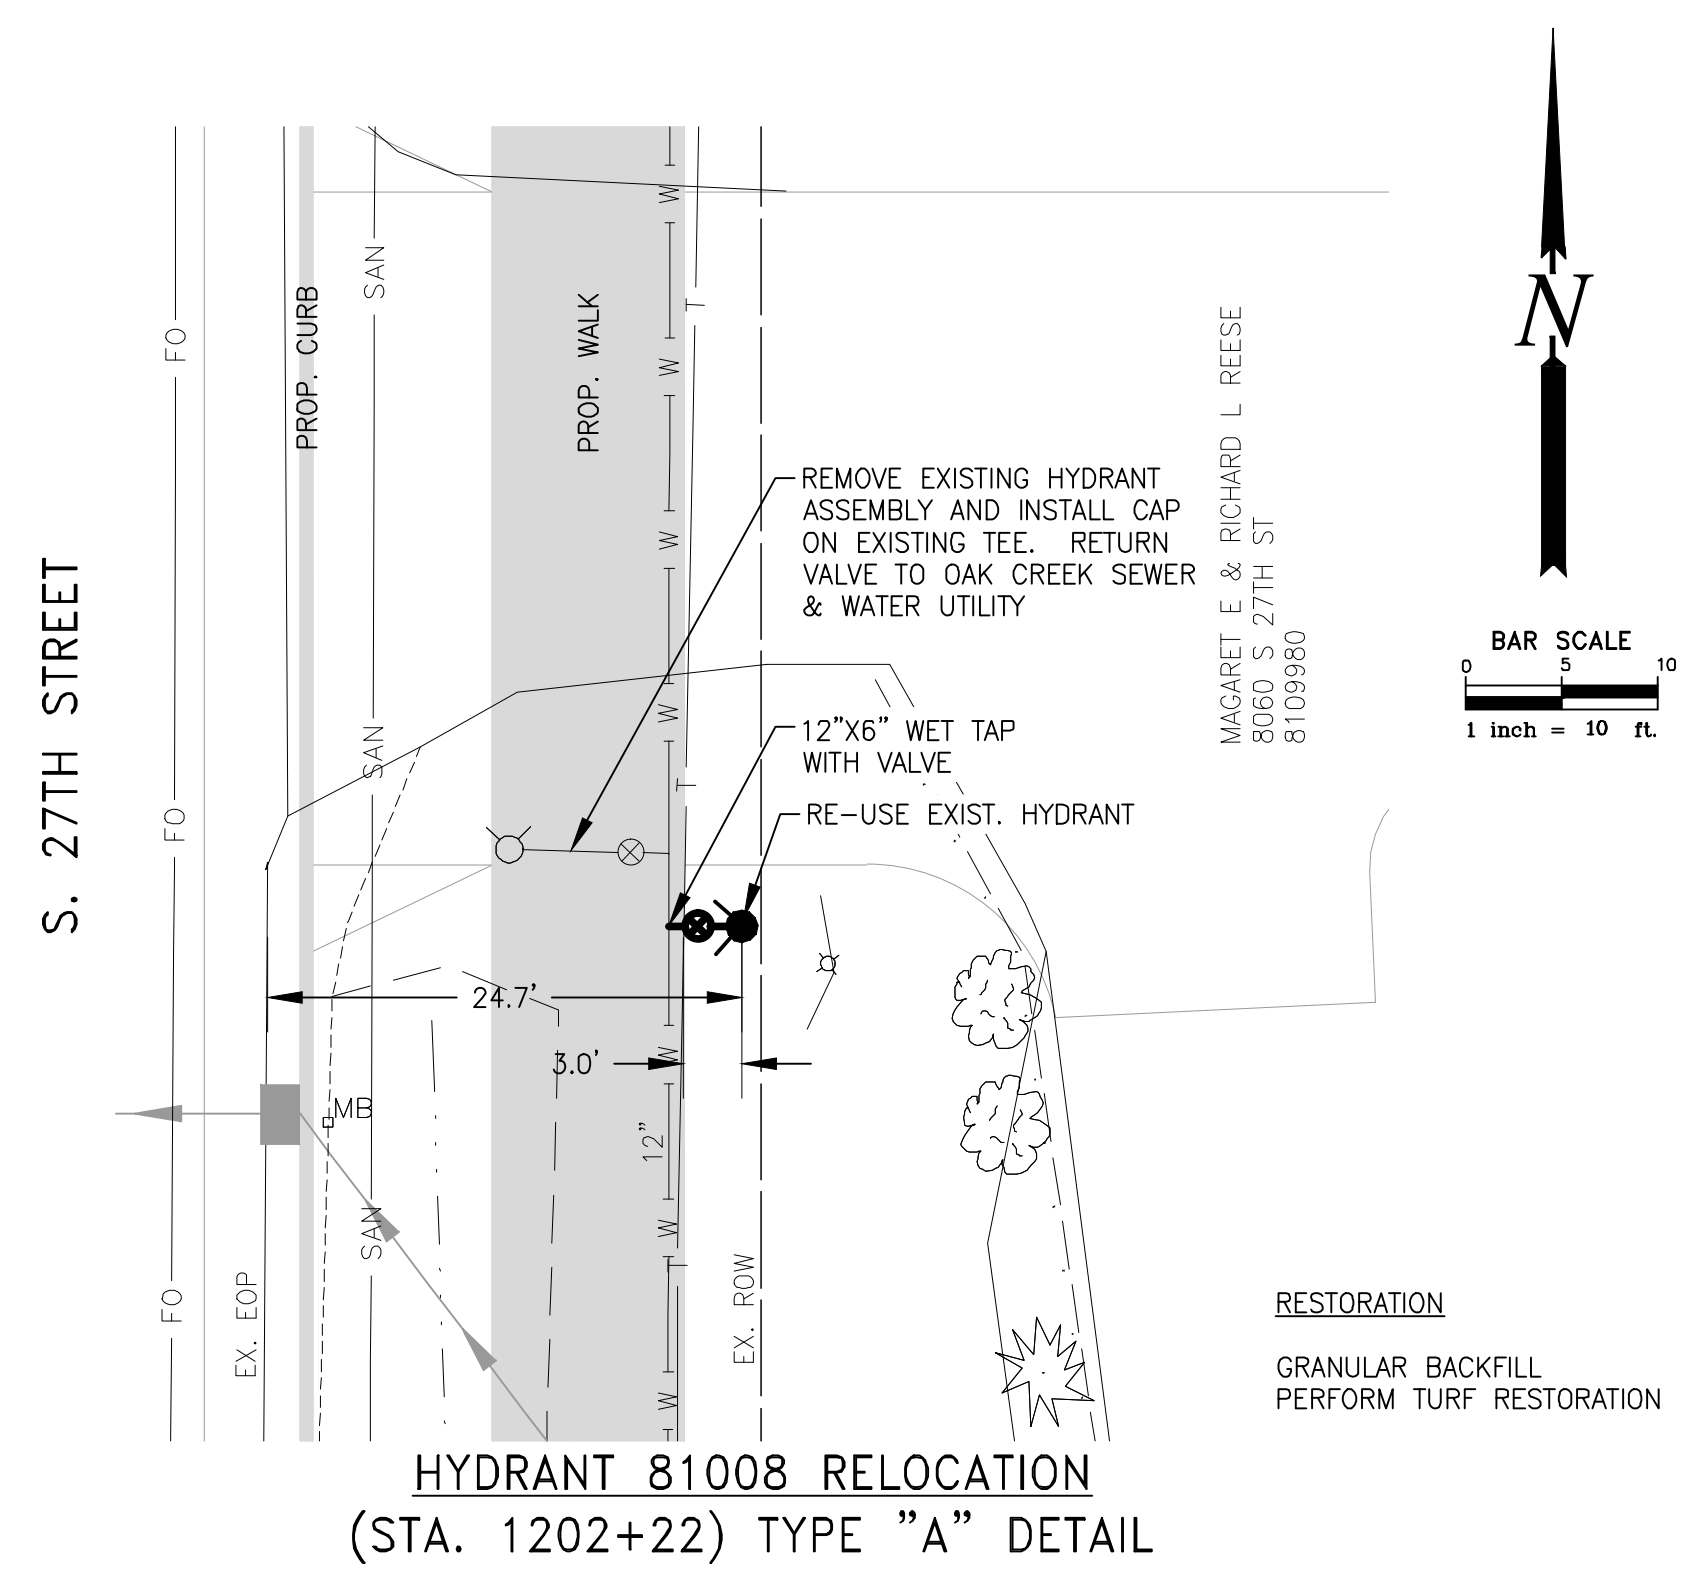 N
BAR SCALE
0 5 10
1 inch = 10 ft.
S. 27TH STREET
FO
FO
FO
PROP. CURB
SAN
SAN
SAN
PROP. WALK
W
W
W
W
W
W
W
T
T
T
REMOVE EXISTING HYDRANT
ASSEMBLY AND INSTALL CAP
ON EXISTING TEE. RETURN
VALVE TO OAK CREEK SEWER
& WATER UTILITY
12"X6" WET TAP
WITH VALVE
RE-USE EXIST. HYDRANT
MAGARET E & RICHARD L REESE
8060 S 27TH ST
8109980
24.7'
3.0'
MB
12"
EX. EOP
EX. ROW
RESTORATION
GRANULAR BACKFILL
PERFORM TURF RESTORATION
HYDRANT 81008 RELOCATION
(STA. 1202+22) TYPE "A" DETAIL